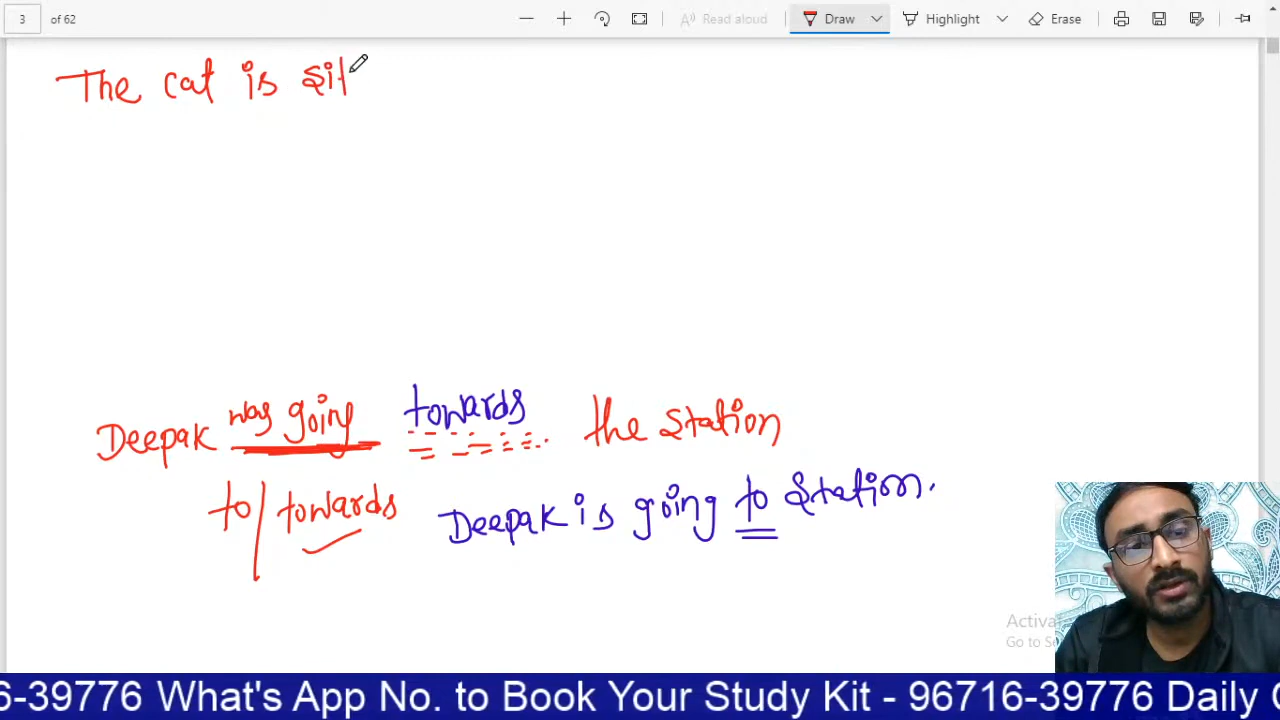 3 of 62 Read aloud Draw Highlight Erase
The cat is sit
Deepak was going towards the station
to/towards Deepak is going to station.
Activa
Go to Se
6-39776 What's App No. to Book Your Study Kit - 96716-39776 Daily